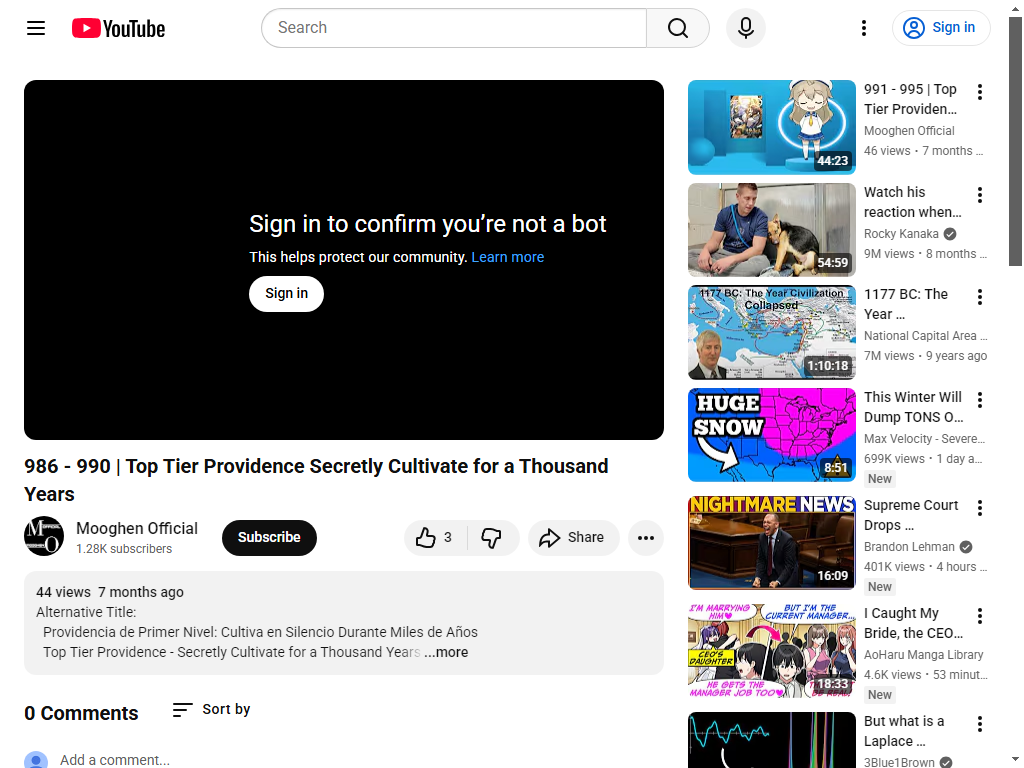 YouTube
Search
Sign in
Sign in to confirm you’re not a bot
This helps protect our community. Learn more
Sign in
986 - 990 | Top Tier Providence Secretly Cultivate for a Thousand
Years
Mooghen Official
1.28K subscribers
Subscribe
3
Share
44 views 7 months ago
Alternative Title:
Providencia de Primer Nivel: Cultiva en Silencio Durante Miles de Años
Top Tier Providence - Secretly Cultivate for a Thousand Years ...more
0 Comments
Sort by
Add a comment...
44:23
991 - 995 | Top
Tier Providen...
Mooghen Official
46 views • 7 months ...
54:59
Watch his
reaction when...
Rocky Kanaka
9M views • 8 months ...
1177 BC: The Year Civilization
Collapsed
1:10:18
1177 BC: The
Year ...
National Capital Area ...
7M views • 9 years ago
HUGE
SNOW
8:51
This Winter Will
Dump TONS O...
Max Velocity - Severe...
699K views • 1 day a...
New
NIGHTMARE NEWS
16:09
Supreme Court
Drops ...
Brandon Lehman
401K views • 4 hours ...
New
I'M MARRYING
HIM
BUT I'M THE
CURRENT MANAGER...
CEO'S
DAUGHTER
HE GETS THE
MANAGER JOB TOO
18:33
I Caught My
Bride, the CEO...
AoHaru Manga Library
4.6K views • 53 minut...
New
But what is a
Laplace ...
3Blue1Brown